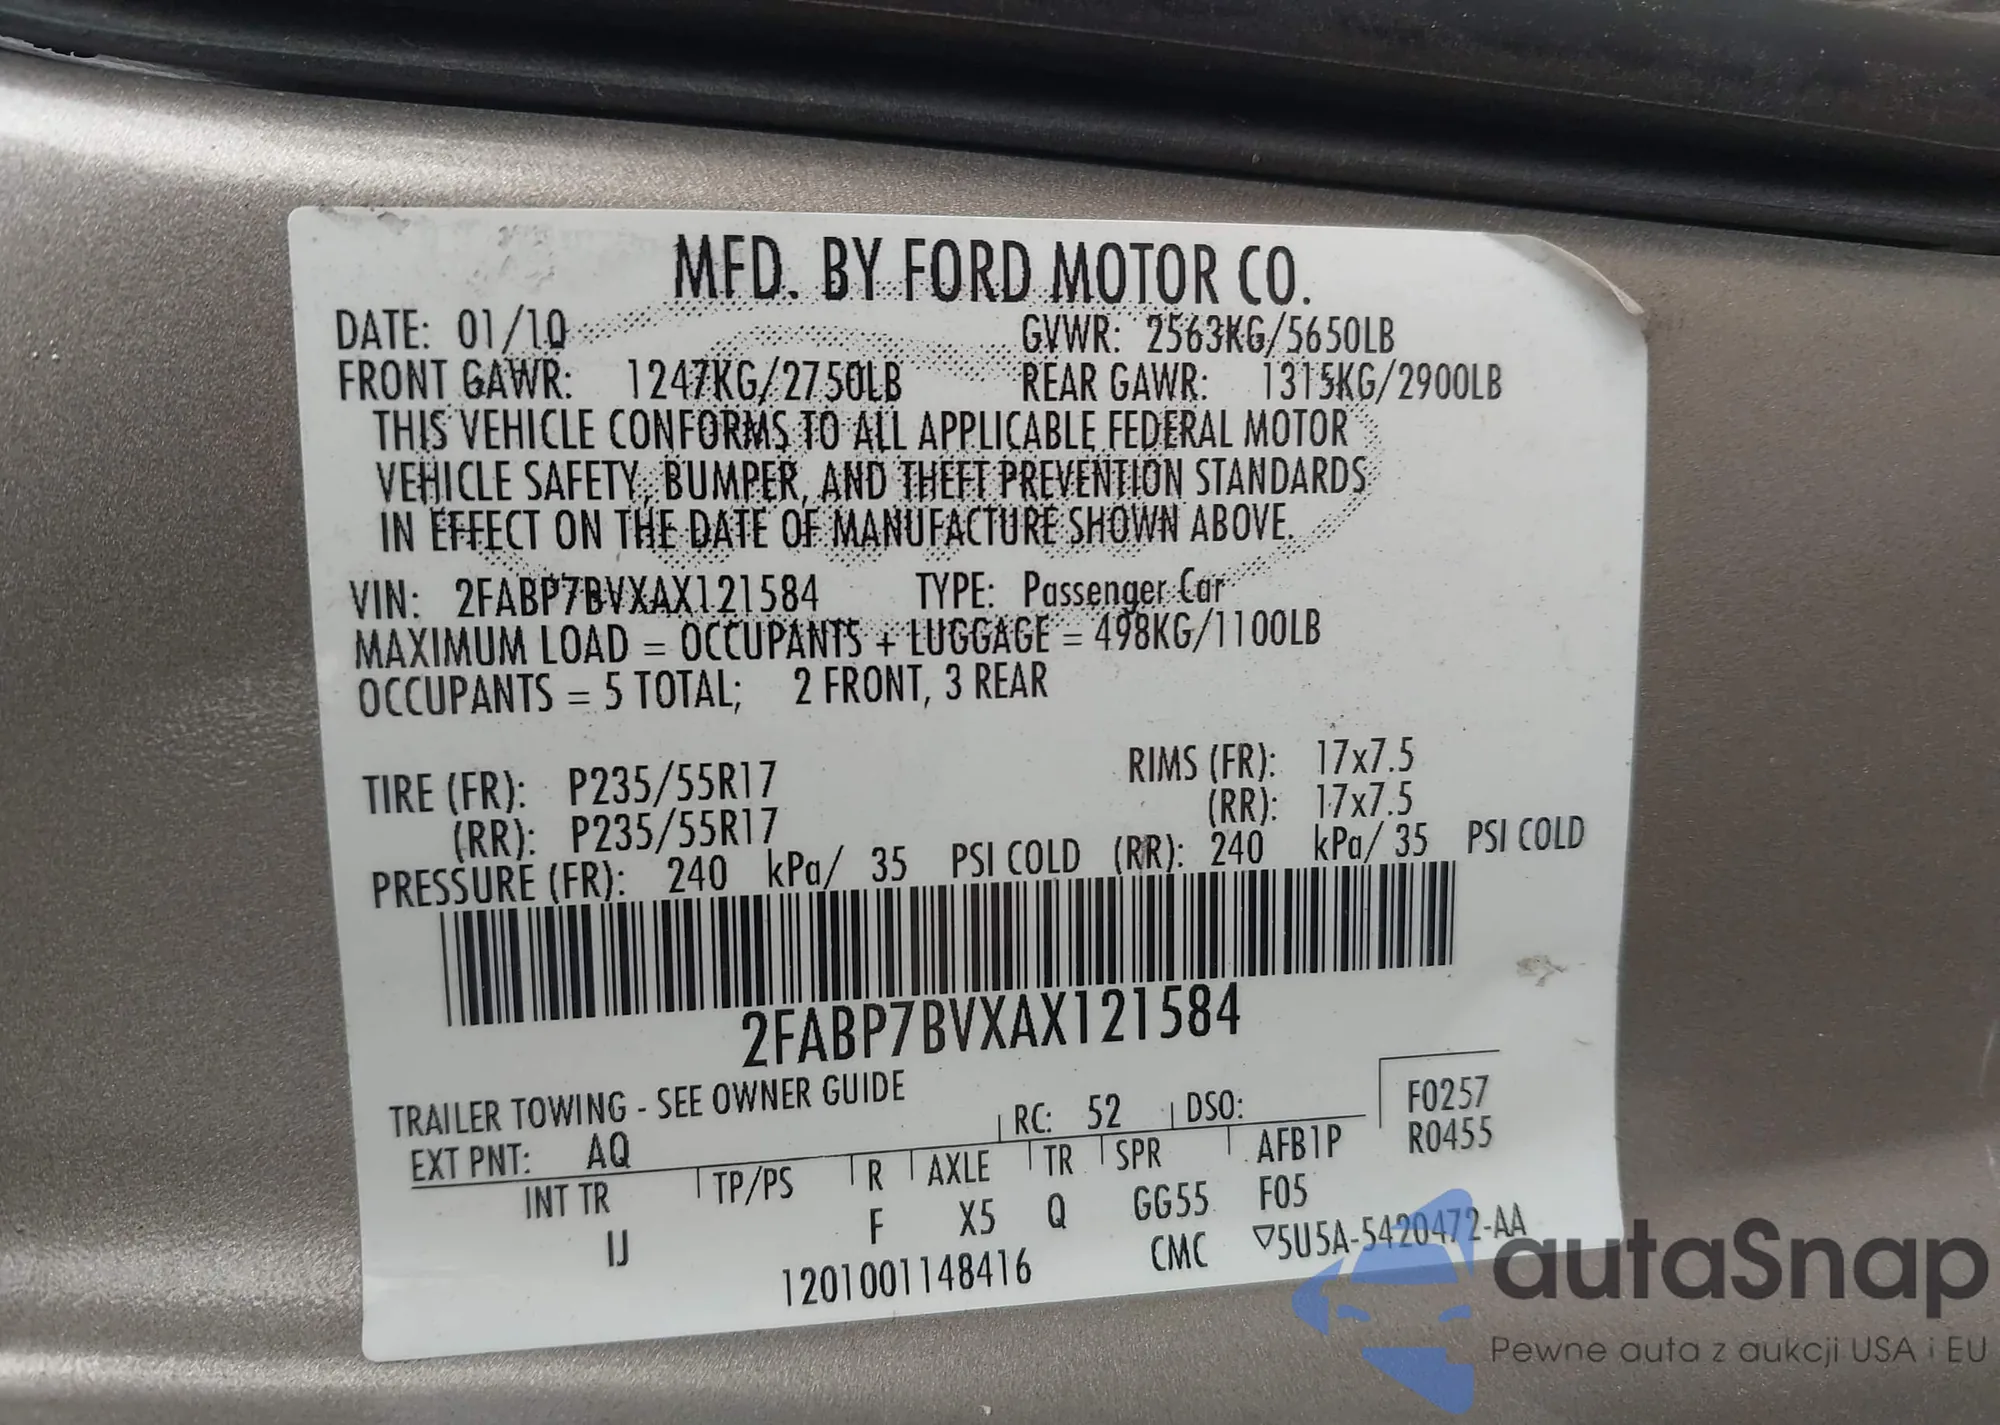 MFD. BY FORD MOTOR CO.
DATE: 01/10 GVWR: 2563KG/5650LB
FRONT GAWR: 1247KG/2750LB REAR GAWR: 1315KG/2900LB
THIS VEHICLE CONFORMS TO ALL APPLICABLE FEDERAL MOTOR
VEHICLE SAFETY, BUMPER, AND THEFT PREVENTION STANDARDS
IN EFFECT ON THE DATE OF MANUFACTURE SHOWN ABOVE.
VIN: 2FABP7BVXAX121584 TYPE: Passenger Car
MAXIMUM LOAD = OCCUPANTS + LUGGAGE = 498KG/1100LB
OCCUPANTS = 5 TOTAL; 2 FRONT, 3 REAR
TIRE (FR): P235/55R17 RIMS (FR): 17x7.5
(RR): P235/55R17 (RR): 17x7.5
PRESSURE (FR): 240 kPa/ 35 PSI COLD (RR): 240 kPa/ 35 PSI COLD
2FABP7BVXAX121584
TRAILER TOWING - SEE OWNER GUIDE
F0257
EXT PNT: AQ RC: 52 DSO:
R0455
INT TR TP/PS R AXLE TR SPR AFB1P
IJ F X5 Q GG55 F05
1201001148416 CMC ▽5U5A-5420472-AA
autaSnap
Pewne auta z aukcji USA i EU